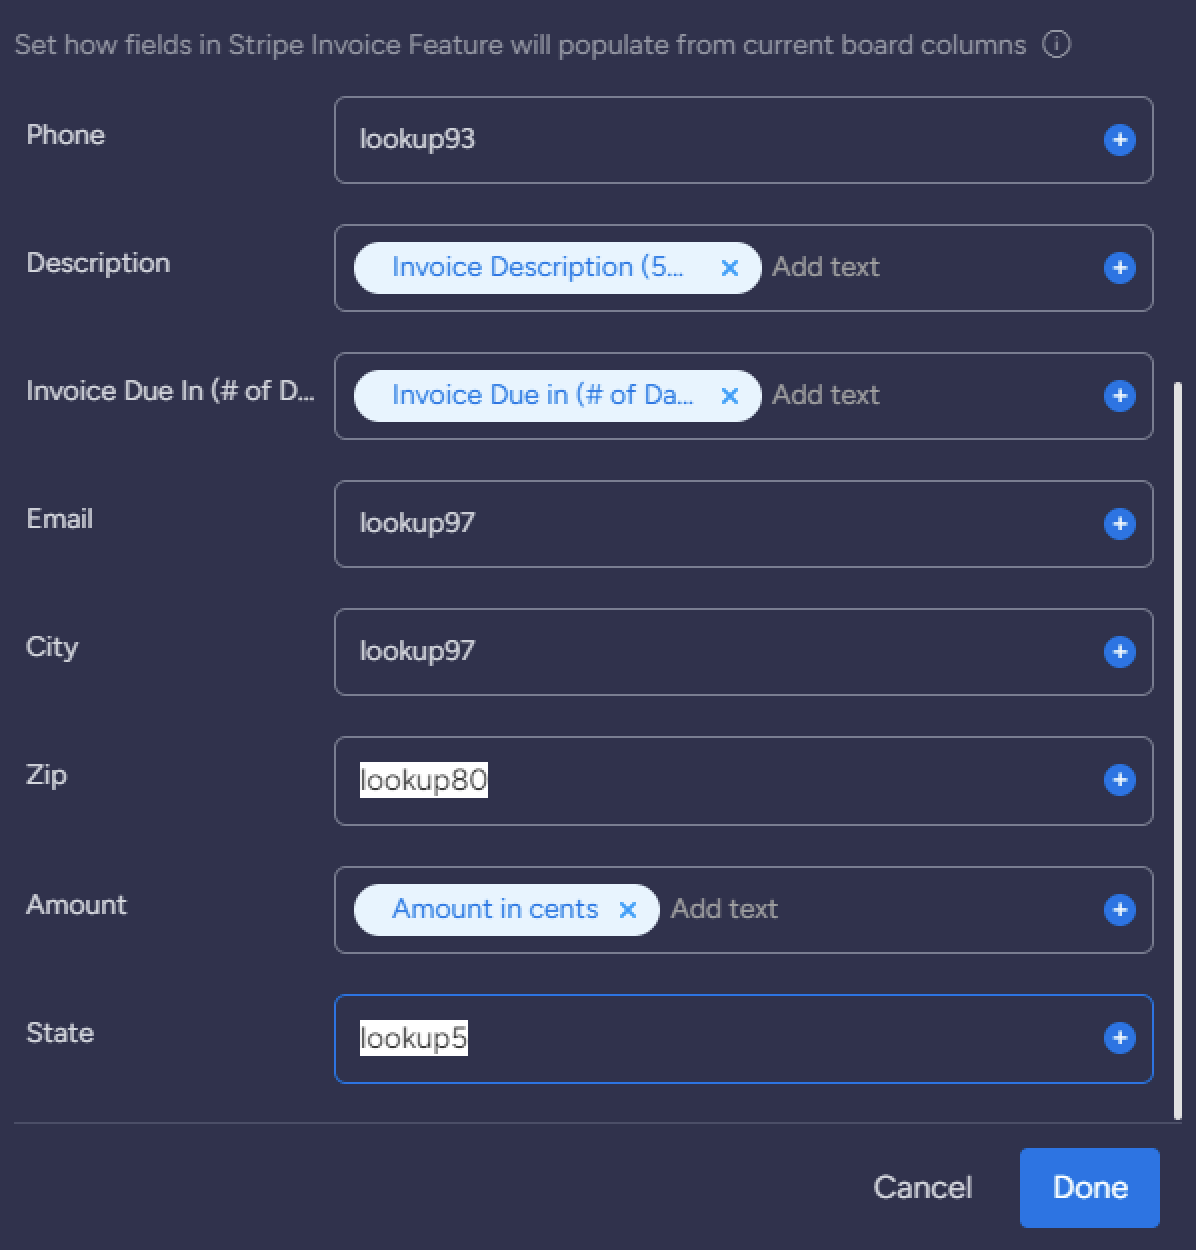 Set how fields in Stripe Invoice Feature will populate from current board columns
Phone
lookup93
Description
Invoice Description (5...
Add text
Invoice Due In (# of D...
Invoice Due in (# of Da...
Add text
Email
lookup97
City
lookup97
Zip
lookup80
Amount
Amount in cents
Add text
State
lookup5
Cancel
Done